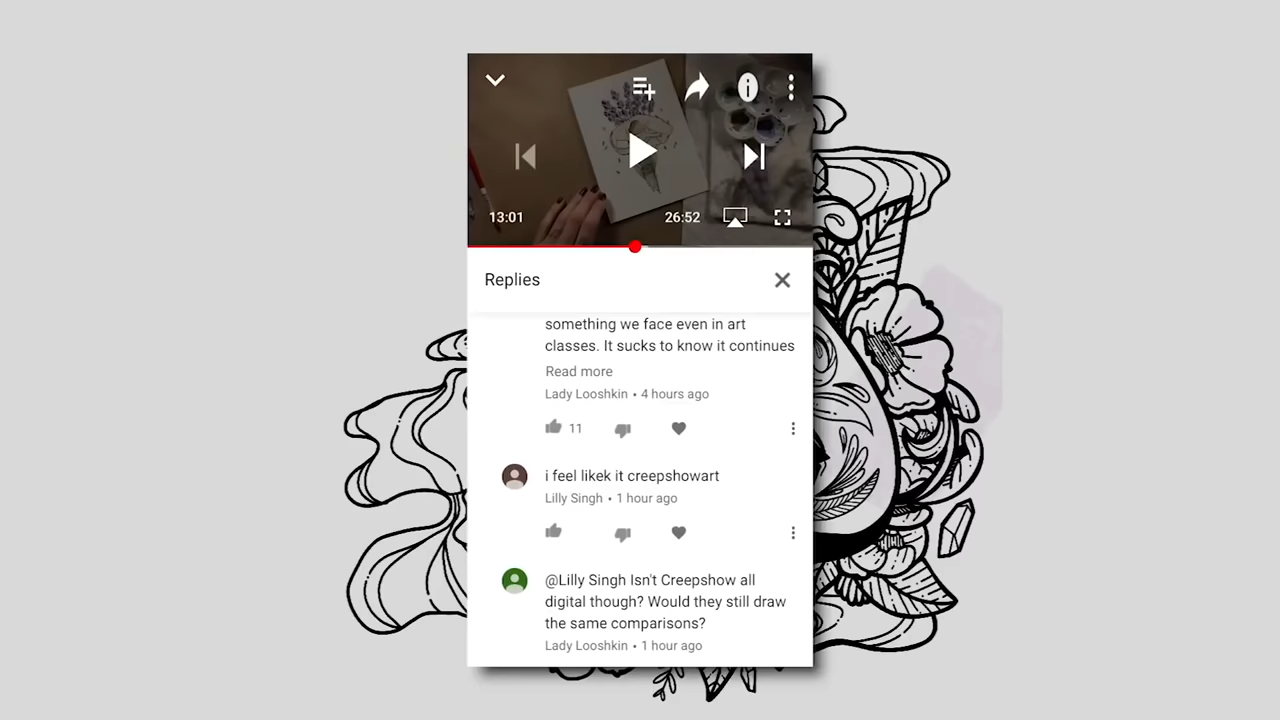 13:01
26:52
Replies
something we face even in art
classes. It sucks to know it continues
Read more
Lady Looshkin • 4 hours ago
11
i feel likek it creepshowart
Lilly Singh • 1 hour ago
@Lilly Singh Isn't Creepshow all
digital though? Would they still draw
the same comparisons?
Lady Looshkin • 1 hour ago